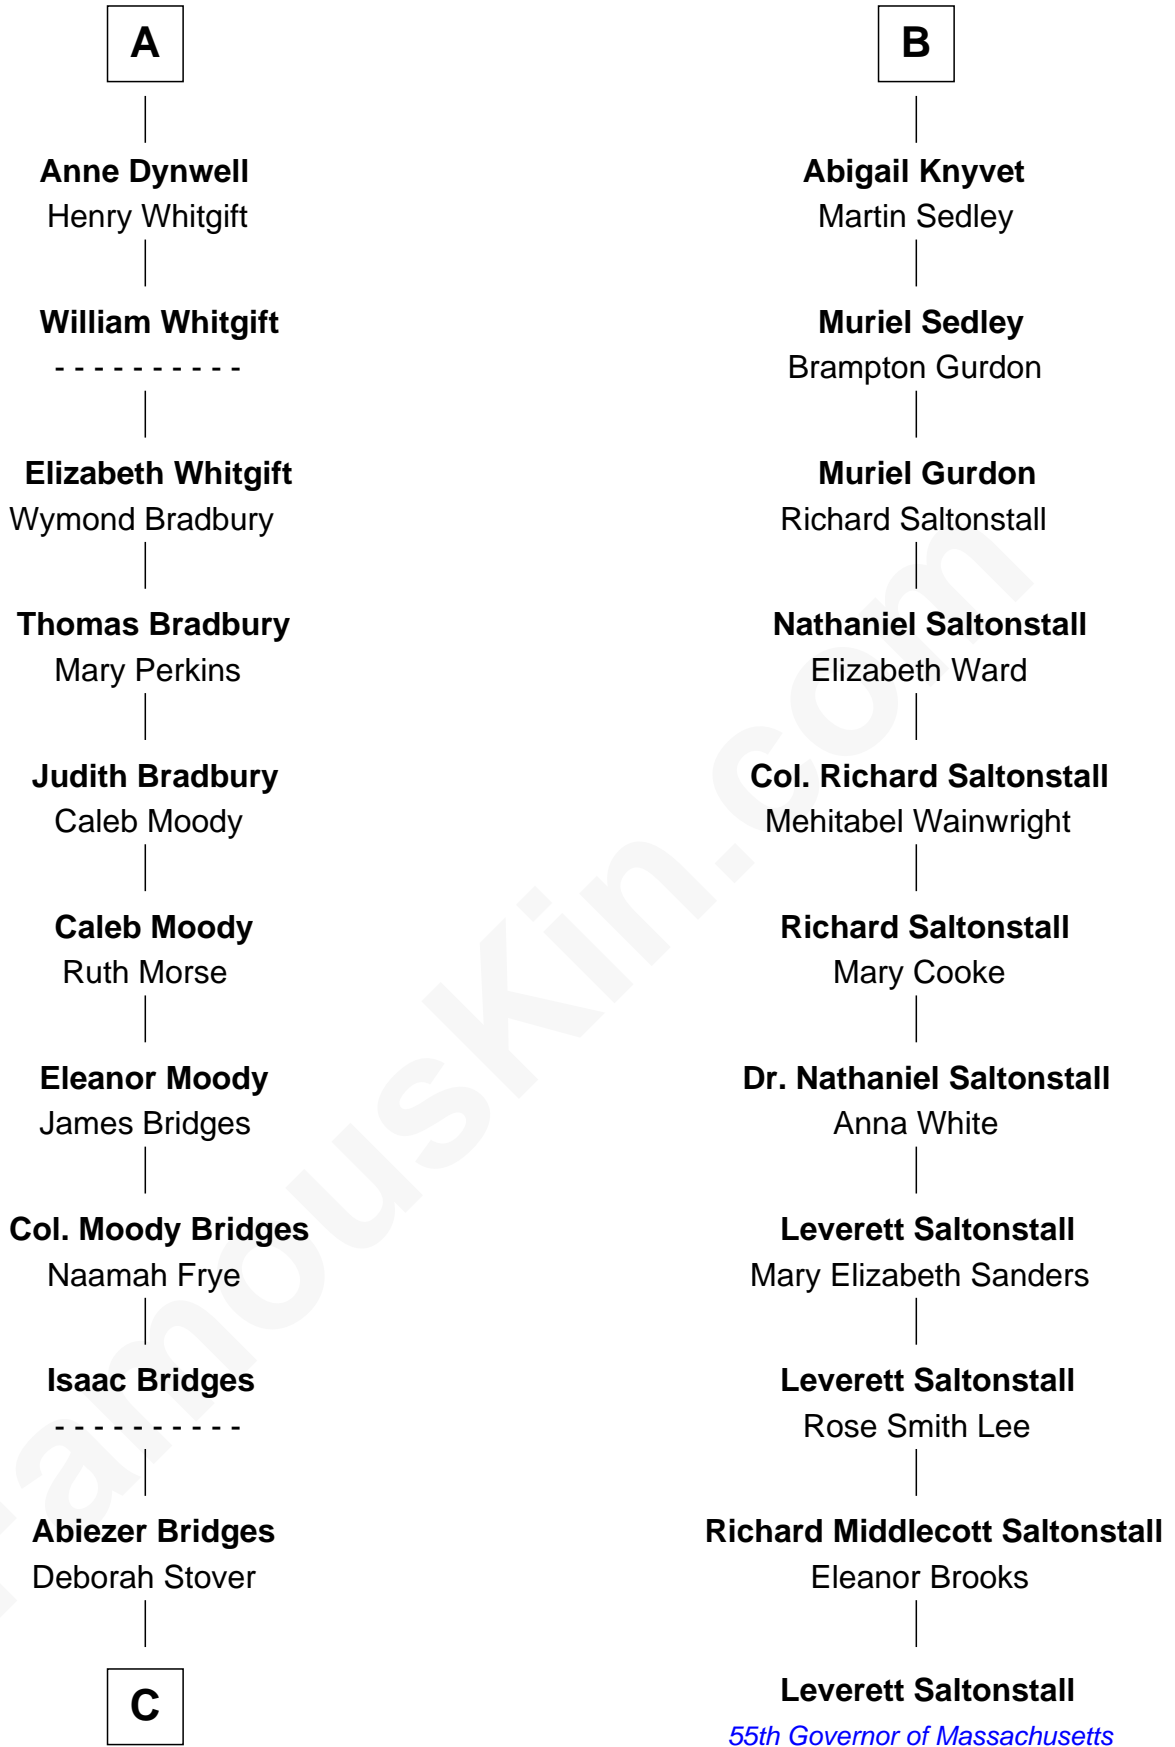 A
Anne Dynwell
Henry Whitgift
William Whitgift
- - - - - - - - - -
Elizabeth Whitgift
Wymond Bradbury
Thomas Bradbury
Mary Perkins
Judith Bradbury
Caleb Moody
Caleb Moody
Ruth Morse
Eleanor Moody
James Bridges
Col. Moody Bridges
Naamah Frye
Isaac Bridges
- - - - - - - - - -
Abiezer Bridges
Deborah Stover
C
B
Abigail Knyvet
Martin Sedley
Muriel Sedley
Brampton Gurdon
Muriel Gurdon
Richard Saltonstall
Nathaniel Saltonstall
Elizabeth Ward
Col. Richard Saltonstall
Mehitabel Wainwright
Richard Saltonstall
Mary Cooke
Dr. Nathaniel Saltonstall
Anna White
Leverett Saltonstall
Mary Elizabeth Sanders
Leverett Saltonstall
Rose Smith Lee
Richard Middlecott Saltonstall
Eleanor Brooks
Leverett Saltonstall
55th Governor of Massachusetts
FamousKin.com